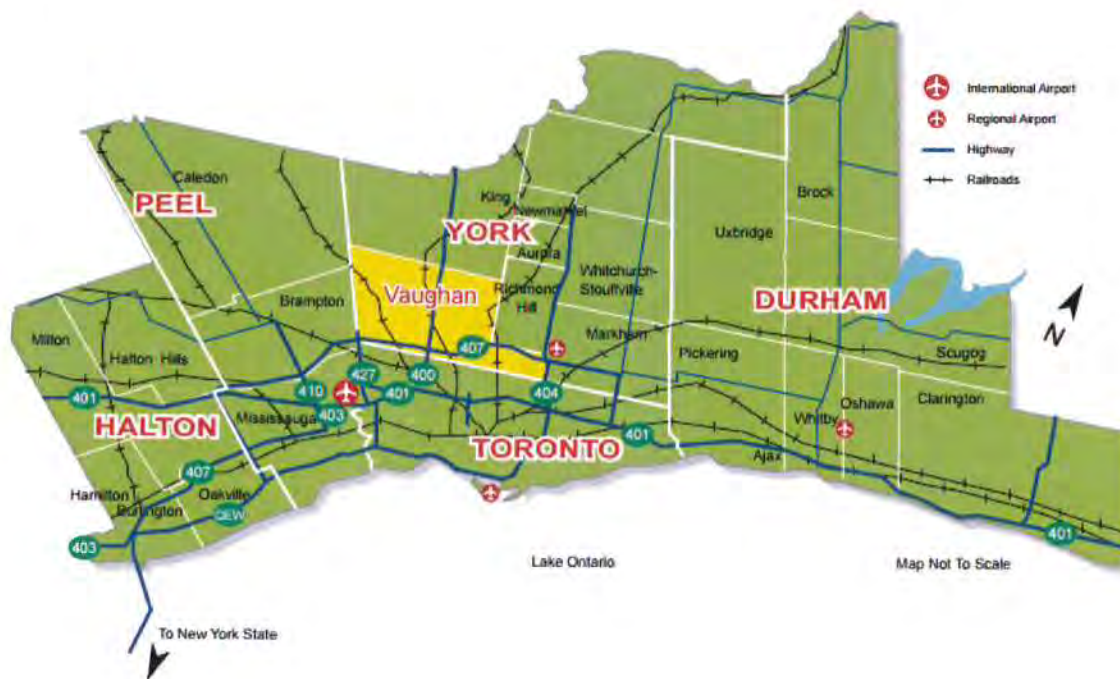 International Airport
Regional Airport
Highway
Railroads
Caledon
PEEL
King
Newmarket
YORK
Aurora
Brock
Uxbridge
Whitchurch-
Stouffville
Vaughan
Richmond
Hill
Brampton
DURHAM
N
Milton
Halton Hills
407
Markham
Pickering
Scugog
410
427
400
401
404
401
Mississauga
403
Oshawa
Clarington
Whitby
HALTON
TORONTO
401
Ajax
407
Hamilton
Oakville
Burlington
QEW
401
403
Lake Ontario
Map Not To Scale
To New York State